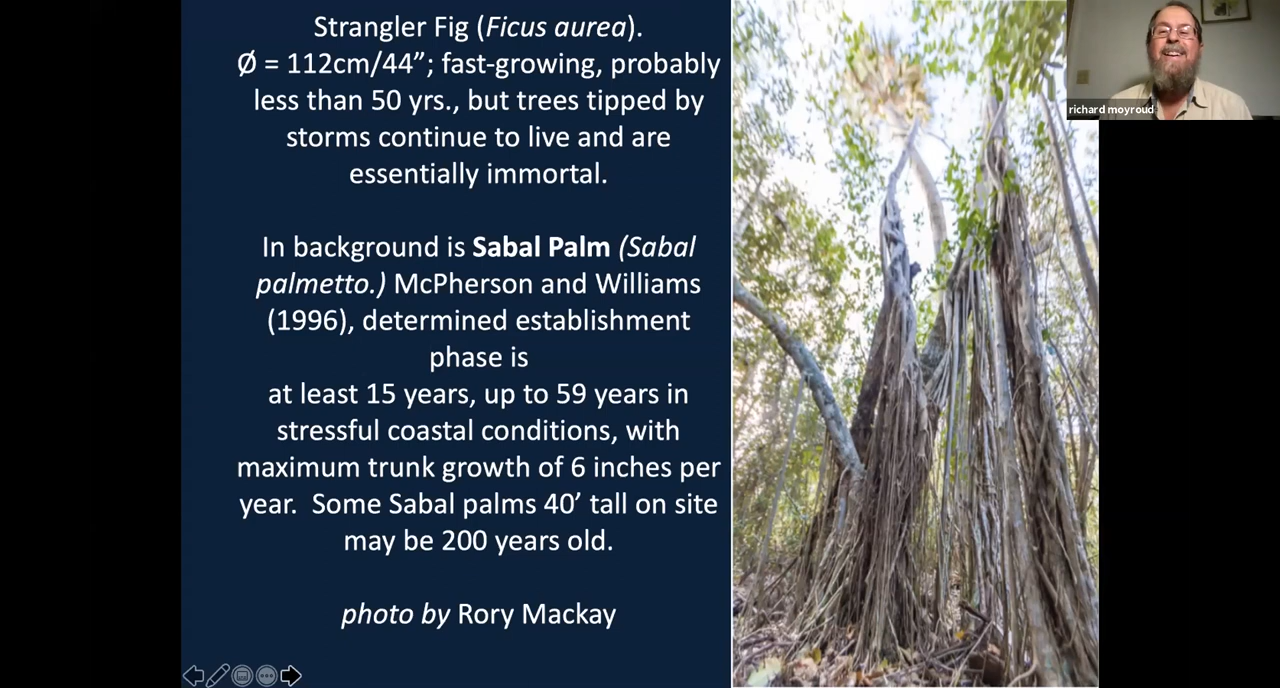 Strangler Fig (Ficus aurea).
Ø = 112cm/44”; fast-growing, probably
less than 50 yrs., but trees tipped by
storms continue to live and are
essentially immortal.
In background is Sabal Palm (Sabal
palmetto.) McPherson and Williams
(1996), determined establishment
phase is
at least 15 years, up to 59 years in
stressful coastal conditions, with
maximum trunk growth of 6 inches per
year.  Some Sabal palms 40’ tall on site
may be 200 years old.
photo by Rory Mackay
richard moyroud